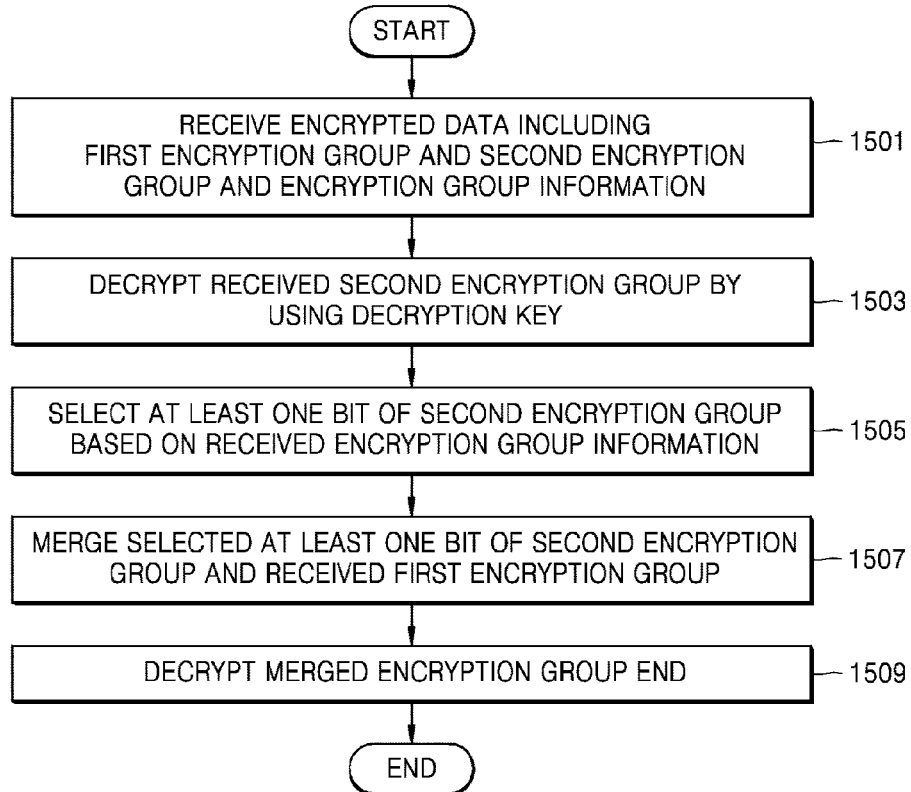 START
RECEIVE ENCRYPTED DATA INCLUDING
FIRST ENCRYPTION GROUP AND SECOND ENCRYPTION
GROUP AND ENCRYPTION GROUP INFORMATION
1501
DECRYPT RECEIVED SECOND ENCRYPTION GROUP BY
USING DECRYPTION KEY
1503
SELECT AT LEAST ONE BIT OF SECOND ENCRYPTION GROUP
BASED ON RECEIVED ENCRYPTION GROUP INFORMATION
1505
MERGE SELECTED AT LEAST ONE BIT OF SECOND ENCRYPTION
GROUP AND RECEIVED FIRST ENCRYPTION GROUP
1507
DECRYPT MERGED ENCRYPTION GROUP END
1509
END